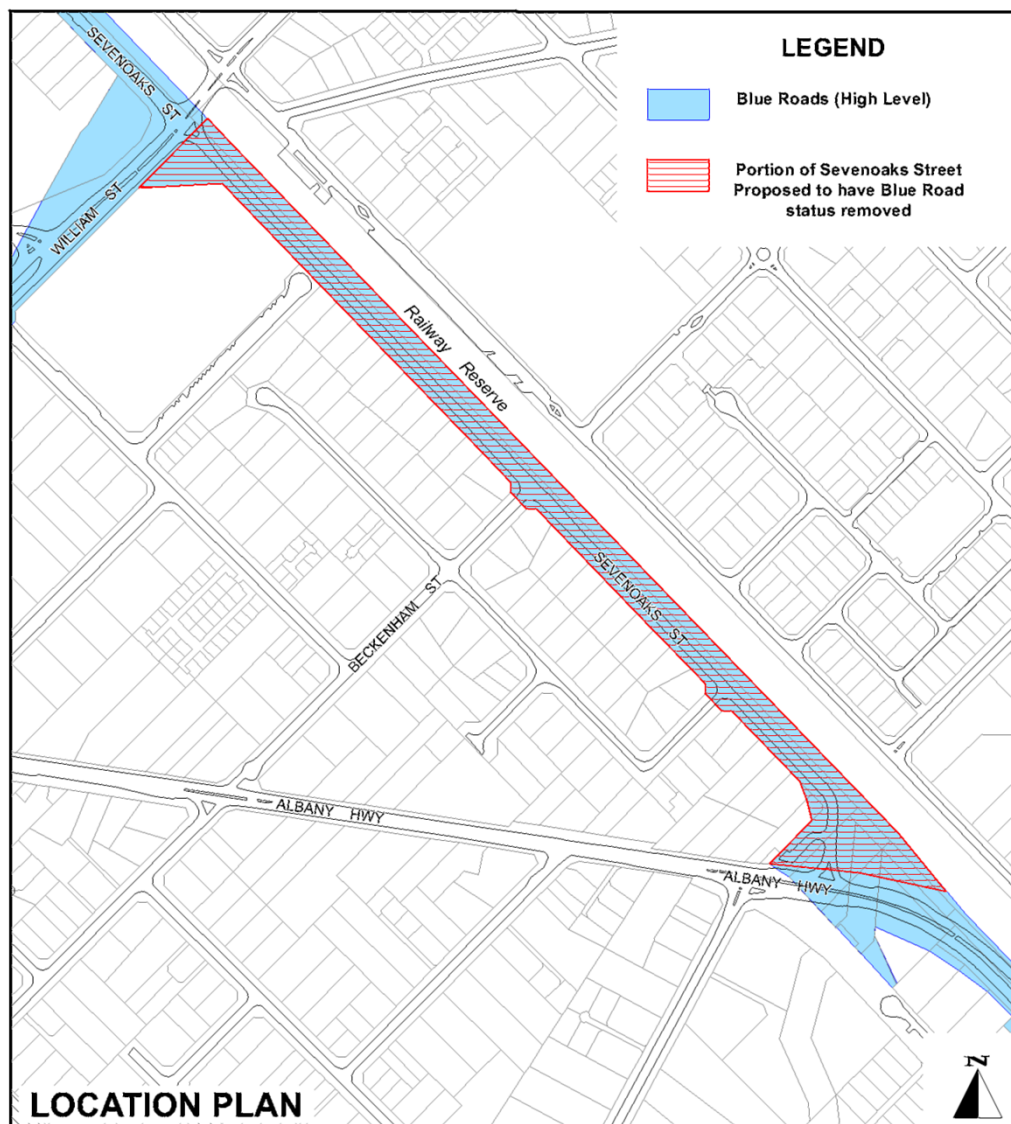 LEGEND
Blue Roads (High Level)
Portion of Sevenoaks Street
Proposed to have Blue Road
status removed
SEVENOAKS ST
WILLIAM ST
Railway Reserve
SEVENOAKS ST
BECKENHAM ST
ALBANY HWY
ALBANY HWY
N
LOCATION PLAN